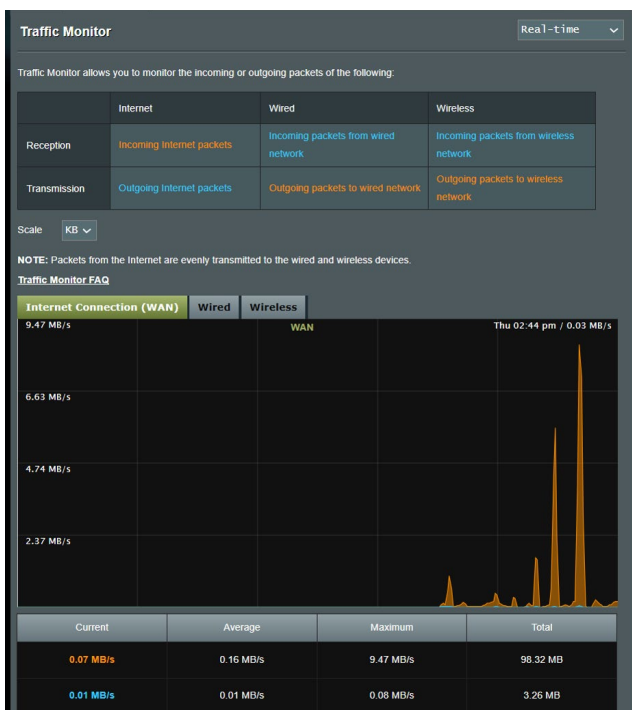 Traffic Monitor
Real-time
Traffic Monitor allows you to monitor the incoming or outgoing packets of the following:
Internet Wired Wireless
Reception Incoming Internet packets Incoming packets from wired network Incoming packets from wireless network
Transmission Outgoing Internet packets Outgoing packets to wired network Outgoing packets to wireless network
Scale KB
NOTE: Packets from the Internet are evenly transmitted to the wired and wireless devices.
Traffic Monitor FAQ
Internet Connection (WAN) Wired Wireless
9.47 MB/s WAN Thu 02:44 pm / 0.03 MB/s
6.63 MB/s
4.74 MB/s
2.37 MB/s
Current Average Maximum Total
0.07 MB/s 0.16 MB/s 9.47 MB/s 98.32 MB
0.01 MB/s 0.01 MB/s 0.08 MB/s 3.26 MB